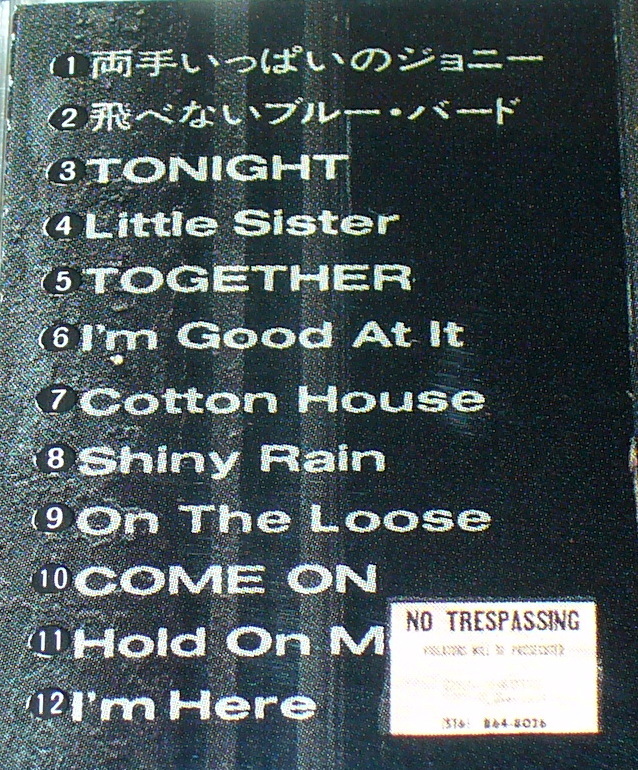 1 両手いっぱいのジョニー
2 飛べないブルー・バード
3 TONIGHT
4 Little Sister
5 TOGETHER
6 I'm Good At It
7 Cotton House
8 Shiny Rain
9 On The Loose
10 COME ON
11 Hold On M
12 I'm Here
NO TRESPASSING
VIOLATORS WILL BE PROSECUTED
(516) 864-8026